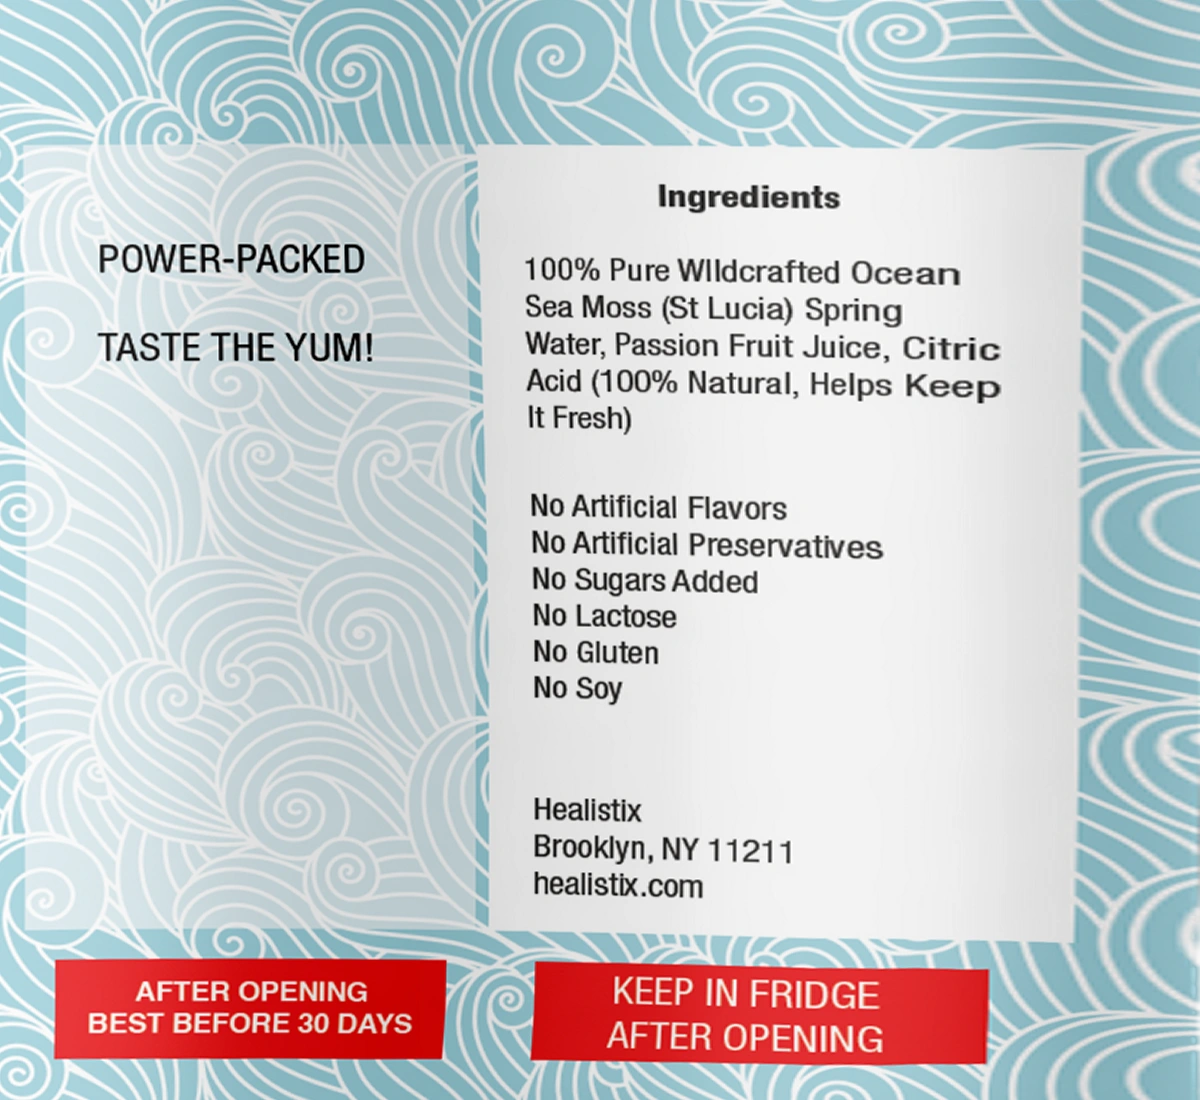 POWER-PACKED
TASTE THE YUM!
Ingredients
100% Pure WIldcrafted Ocean
Sea Moss (St Lucia) Spring
Water, Passion Fruit Juice, Citric
Acid (100% Natural, Helps Keep
It Fresh)
No Artificial Flavors
No Artificial Preservatives
No Sugars Added
No Lactose
No Gluten
No Soy
Healistix
Brooklyn, NY 11211
healistix.com
AFTER OPENING
BEST BEFORE 30 DAYS
KEEP IN FRIDGE
AFTER OPENING